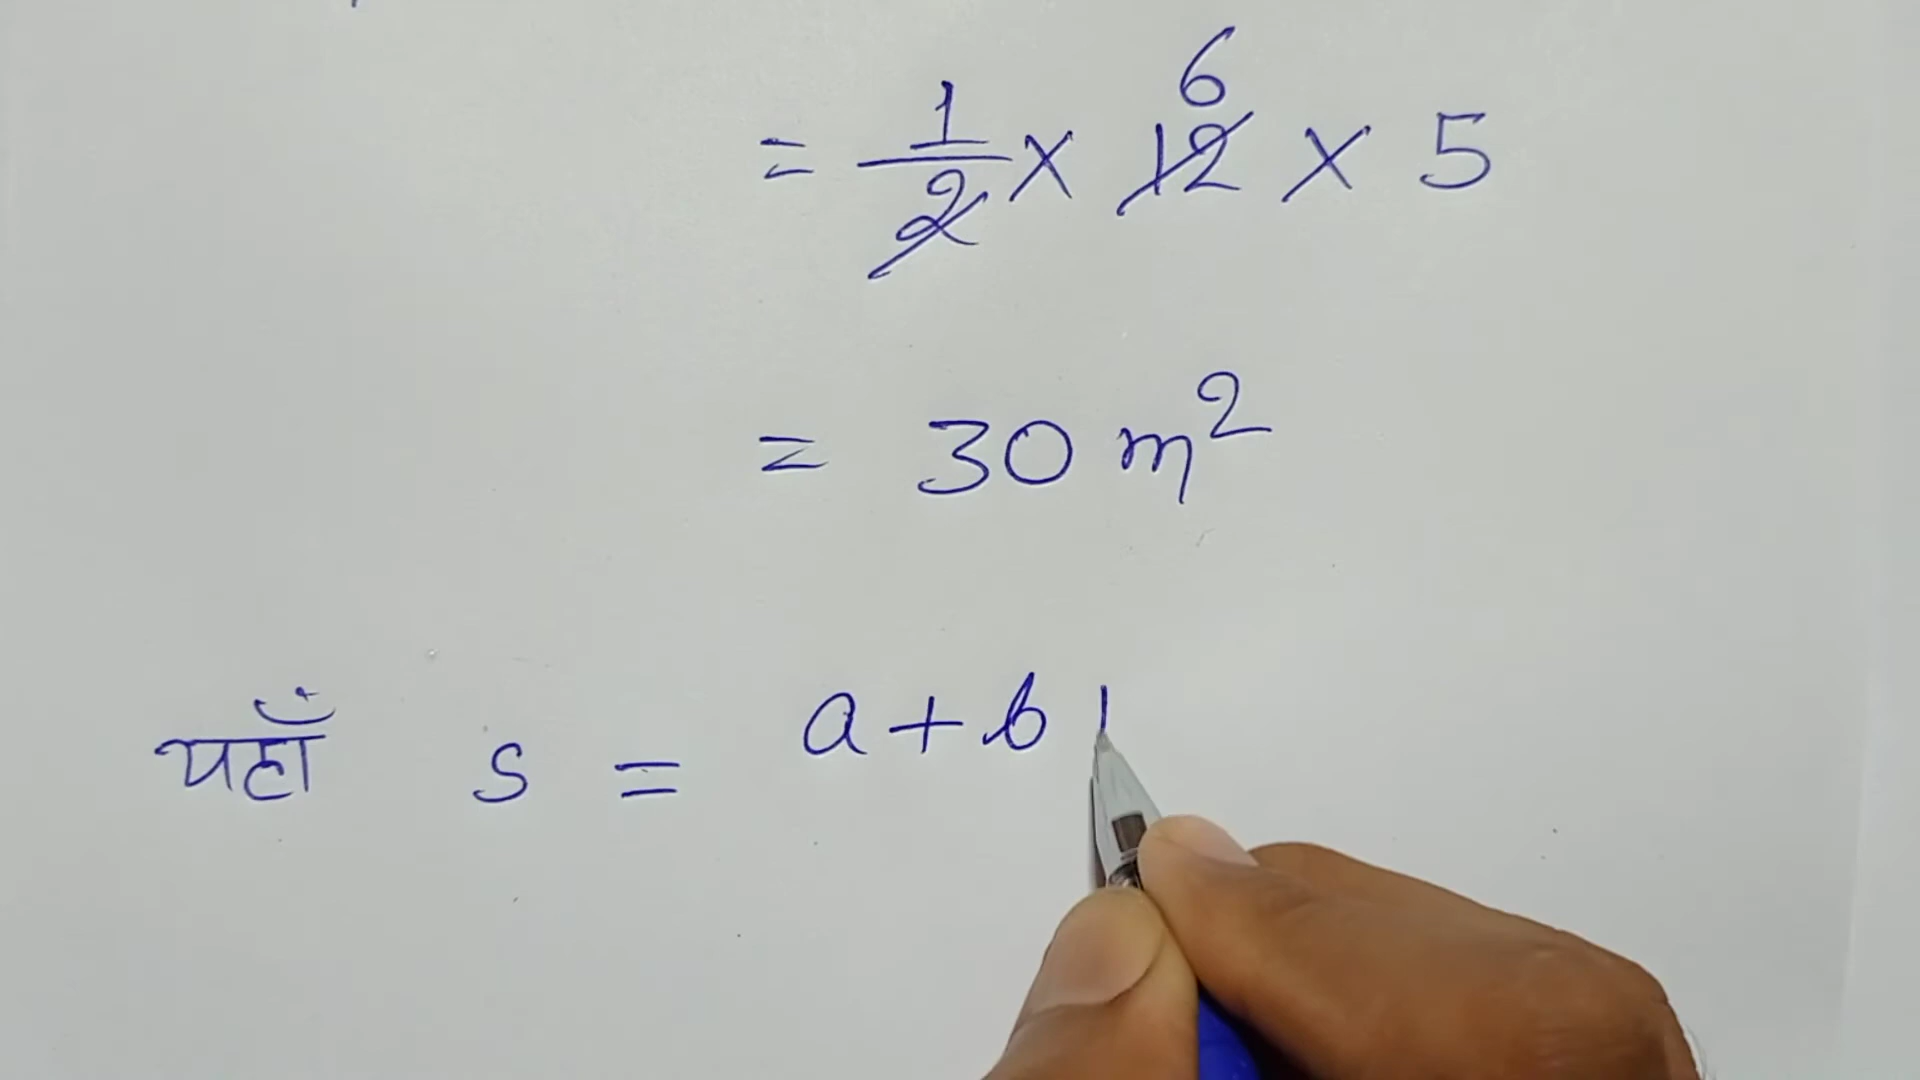 = 1/2 × 12 × 5 6
= 30 m²
यहाँ s = a + b